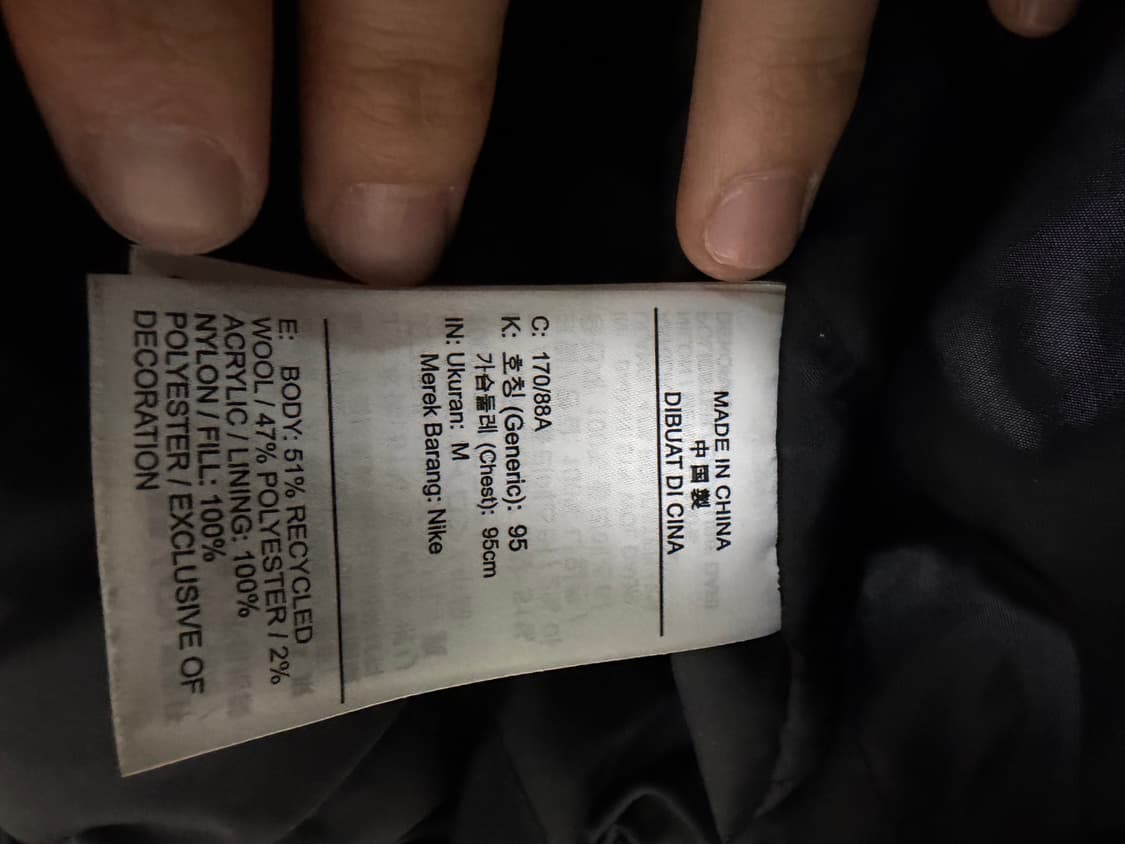 MADE IN CHINA
中国製
DIBUAT DI CINA
C: 170/88A
K: 호칭 (Generic): 95
가슴둘레 (Chest): 95cm
IN: Ukuran: M
Merek Barang: Nike
E: BODY: 51% RECYCLED
WOOL / 47% POLYESTER / 2%
ACRYLIC / LINING: 100%
NYLON / FILL: 100%
POLYESTER / EXCLUSIVE OF
DECORATION